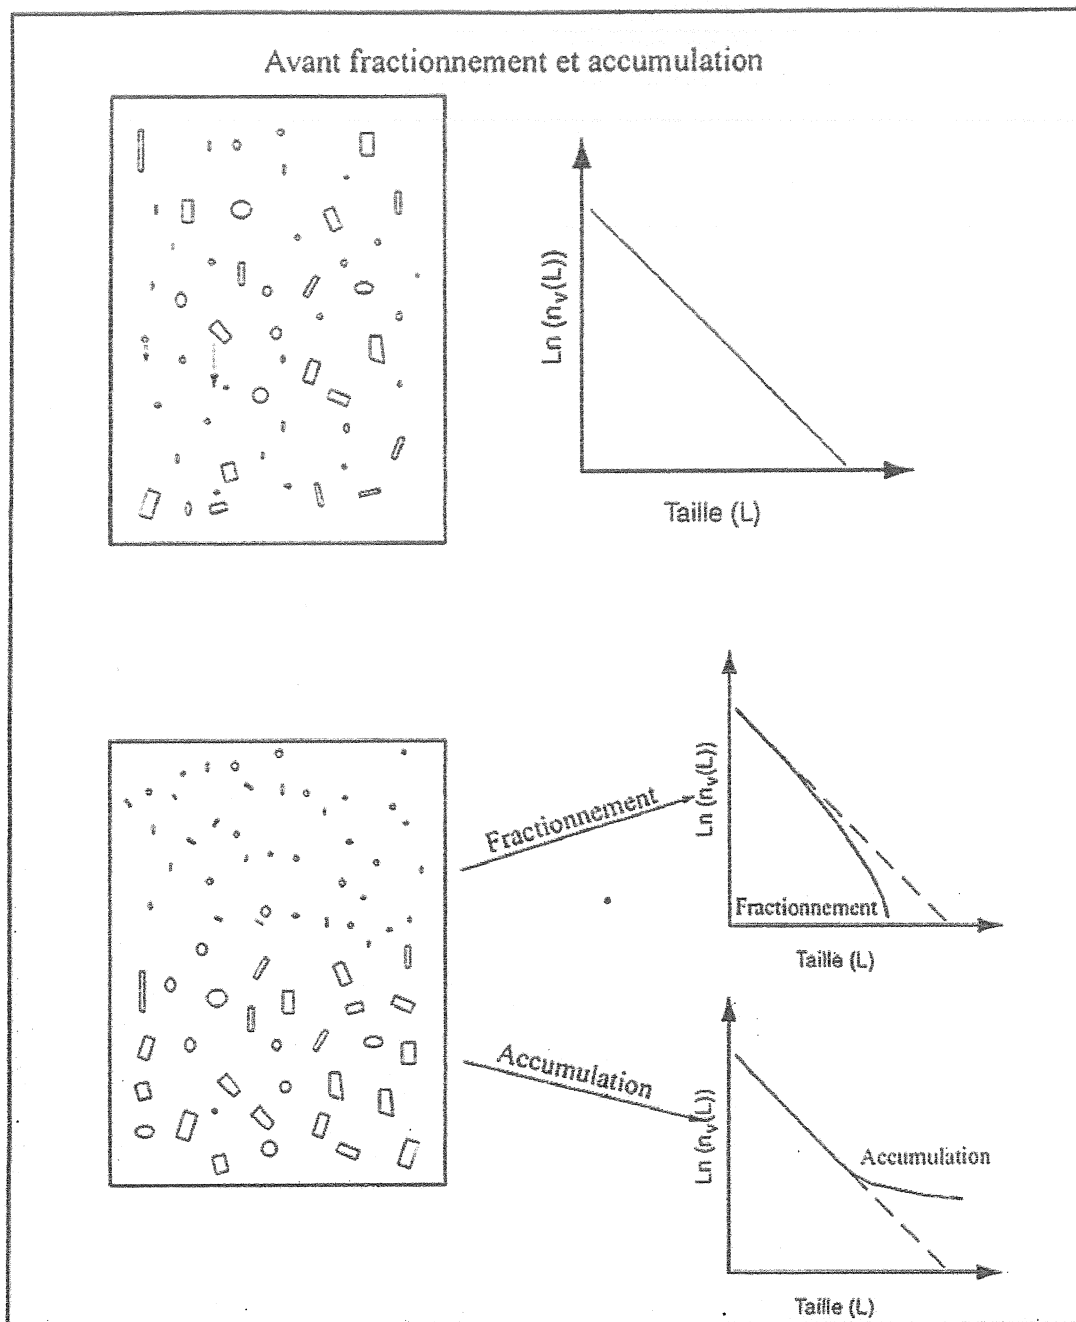 Avant fractionnement et accumulation
Ln (nv(L))
Taille (L)
Fractionnement
Ln (nv(L))
Fractionnement
Taille (L)
Accumulation
Ln (nv(L))
Accumulation
Taille (L)